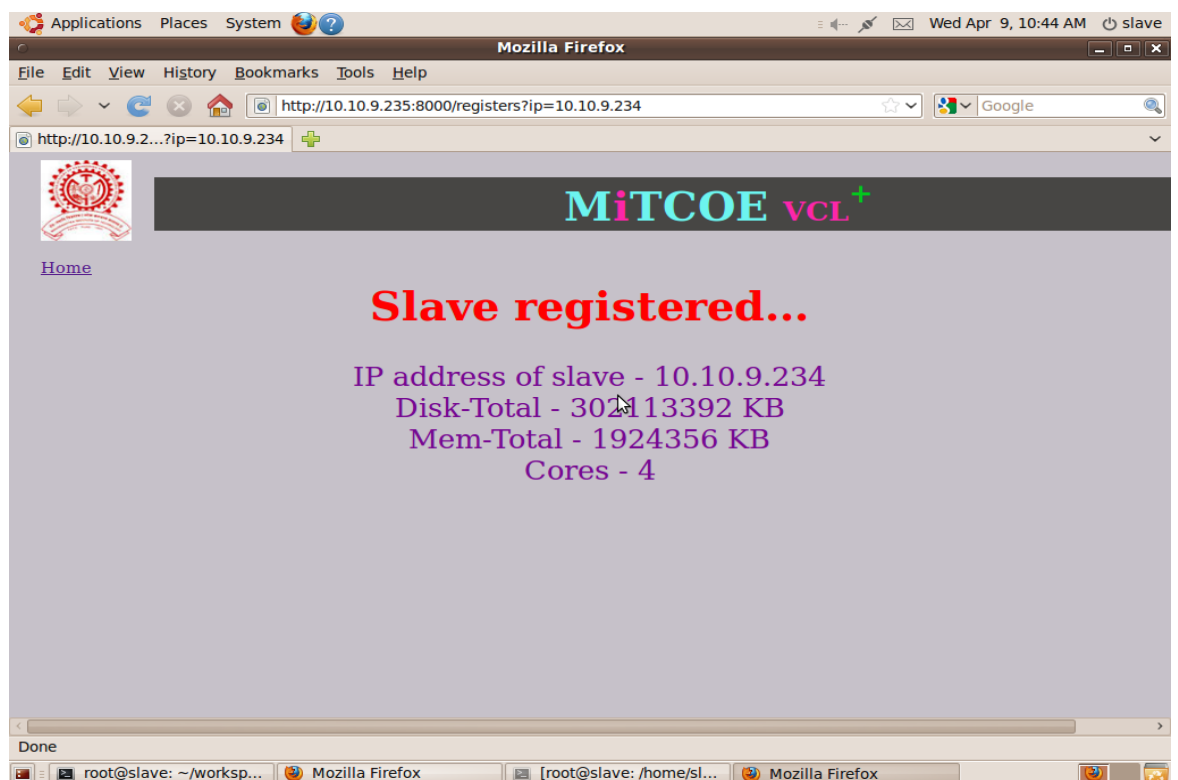 Applications Places System Wed Apr 9, 10:44 AM slave
Mozilla Firefox
File Edit View History Bookmarks Tools Help
http://10.10.9.235:8000/registers?ip=10.10.9.234 Google
http://10.10.9.2...?ip=10.10.9.234
MiTCOE VCL+
Home
Slave registered...
IP address of slave - 10.10.9.234
Disk-Total - 302113392 KB
Mem-Total - 1924356 KB
Cores - 4
Done
root@slave: ~/worksp... Mozilla Firefox [root@slave: /home/sl... Mozilla Firefox